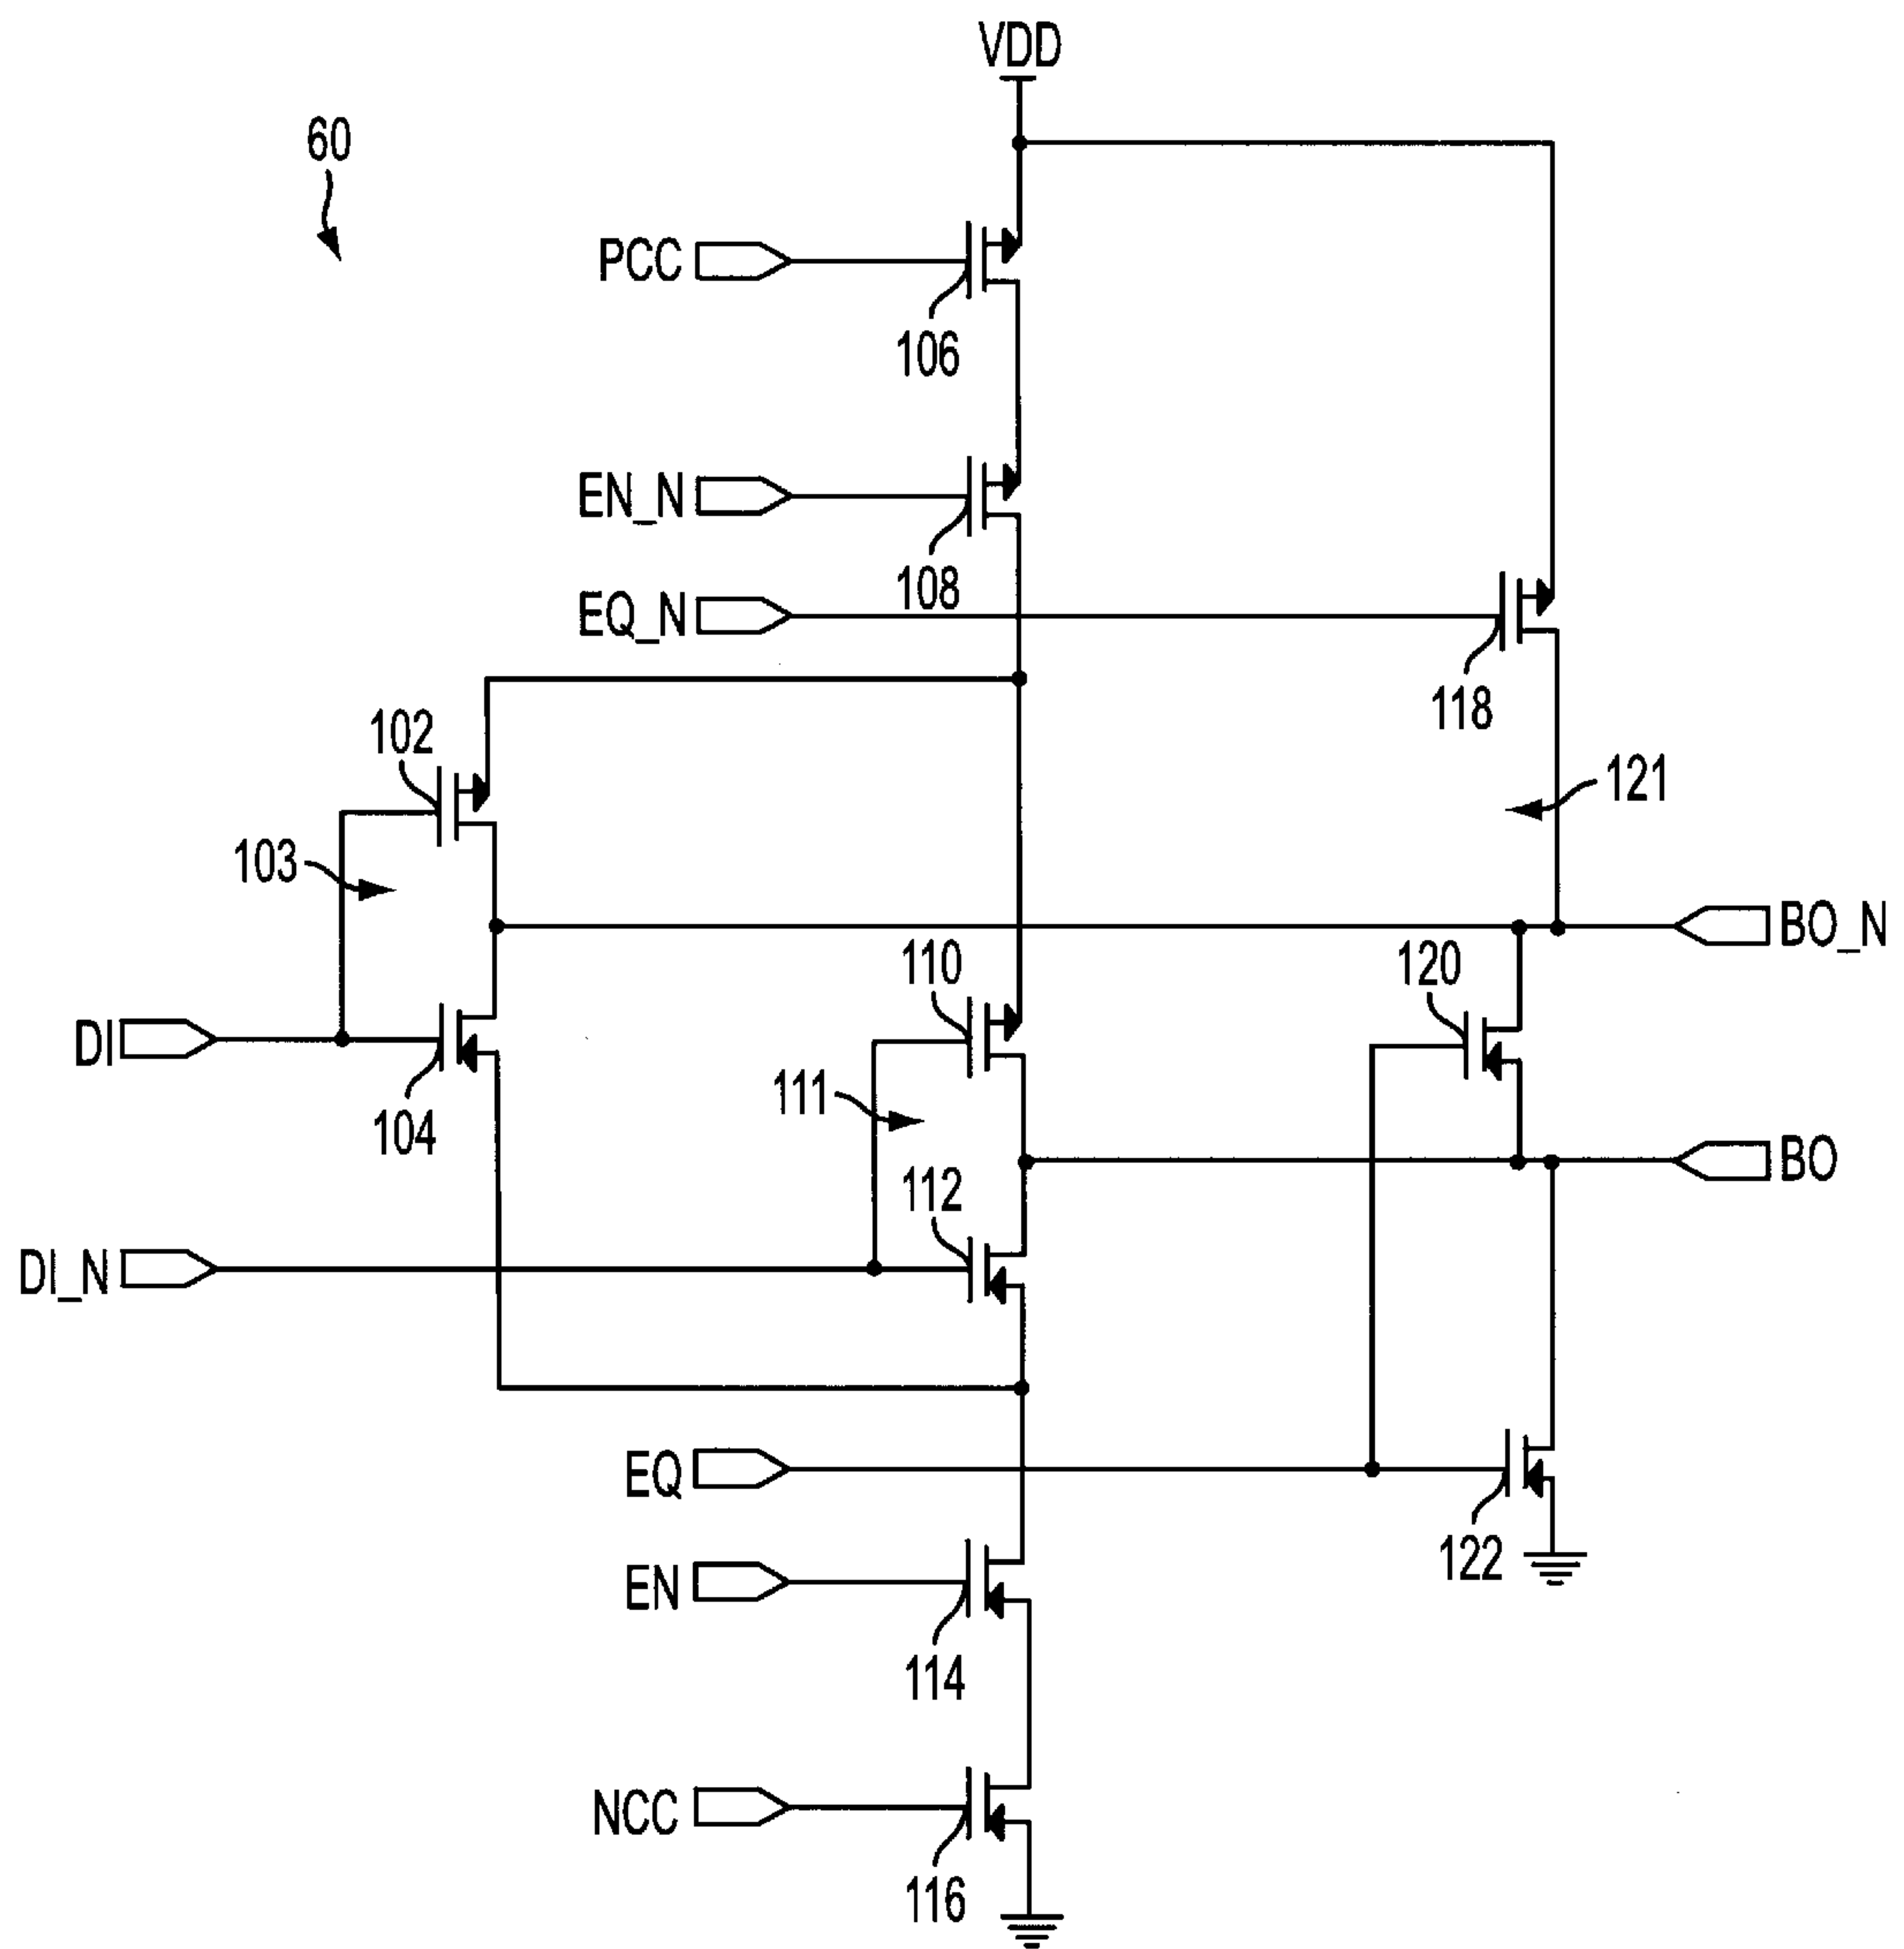 VDD
60
PCC
106
EN_N
108
EQ_N
118
102
121
103
BO_N
110
120
DI
111
104
BO
112
DI_N
EQ
122
EN
114
NCC
116